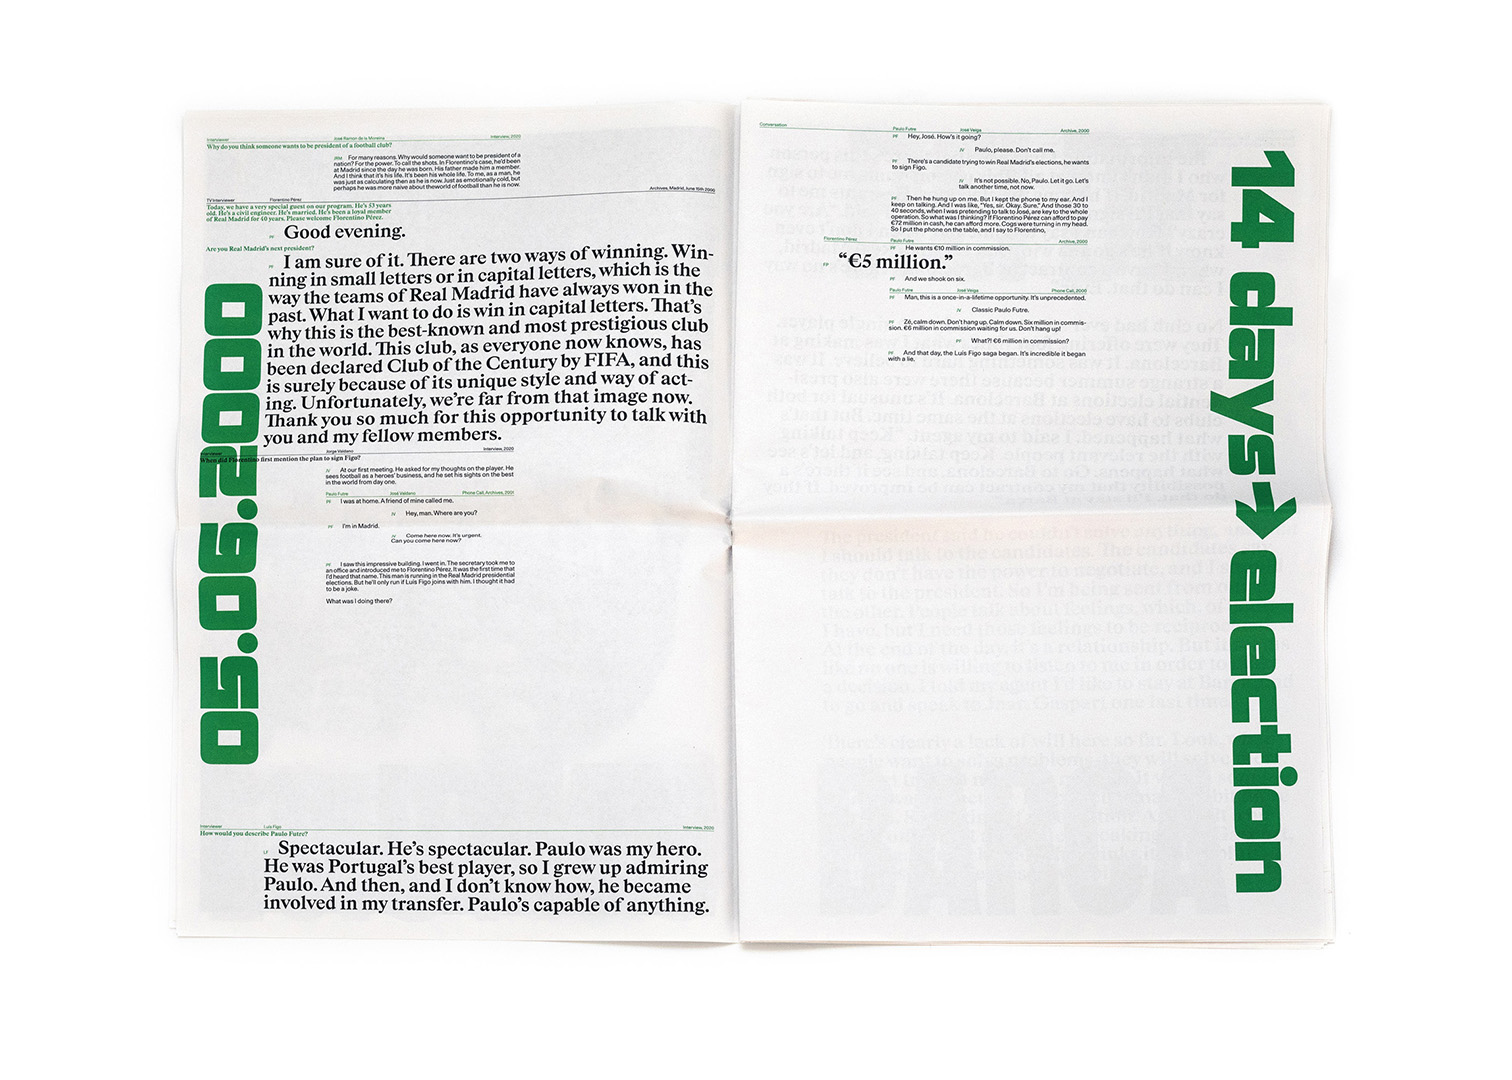 Interviewer José Ramon de la Moreina Interview, 2020
Why do you think someone wants to be president of a football club?
JRM For many reasons. Why would someone want to be president of a
nation? For the power. To call the shots. In Florentino's case, he'd been
at Madrid since the day he was born. His father made him a member.
And I think that it's his life. It's been his whole life. To me, as a man, he
was just as calculating then as he is now. Just as emotionally cold, but
perhaps he was more naive about theworld of football than he is now.
Archives, Madrid, June 15th 2000
TV Interviewer Florentino Pérez
Today, we have a very special guest on our program. He's 53 years
old. He's a civil engineer. He's married. He's been a loyal member
of Real Madrid for 40 years. Please welcome Florentino Pérez.
FP Good evening.
Are you Real Madrid's next president?
FP I am sure of it. There are two ways of winning. Win-
ning in small letters or in capital letters, which is the
way the teams of Real Madrid have always won in the
past. What I want to do is win in capital letters. That's
why this is the best-known and most prestigious club
in the world. This club, as everyone now knows, has
been declared Club of the Century by FIFA, and this
is surely because of its unique style and way of act-
ing. Unfortunately, we're far from that image now.
Thank you so much for this opportunity to talk with
you and my fellow members.
05.06.2000
Interviewer Jorge Valdano Interview, 2020
When did Florentino first mention the plan to sign Figo?
JV At our first meeting. He asked for my thoughts on the player. He
sees football as a heroes' business, and he set his sights on the best
in the world from day one.
Paulo Futre José Valdano Phone Call, Archives, 2001
PF I was at home. A friend of mine called me.
JV Hey, man. Where are you?
PF I'm in Madrid.
JV Come here now. It's urgent.
Can you come here now?
PF I saw this impressive building. I went in. The secretary took me to
an office and introduced me to Florentino Pérez. It was the first time that
I'd heard that name. This man is running in the Real Madrid presidential
elections. But he'll only run if Luis Figo joins with him. I thought it had
to be a joke.
What was I doing there?
Interviewer Luis Figo Interview, 2020
How would you describe Paulo Futre?
LF Spectacular. He's spectacular. Paulo was my hero.
He was Portugal's best player, so I grew up admiring
Paulo. And then, and I don't know how, he became
involved in my transfer. Paulo's capable of anything.
Conversation Paulo Futre José Veiga Archive, 2000
PF Hey, José. How's it going?
JV Paulo, please. Don't call me.
PF There's a candidate trying to win Real Madrid's elections, he wants
to sign Figo.
JV It's not possible. No, Paulo. Let it go. Let's
talk another time, not now.
PF Then he hung up on me. But I kept the phone to my ear. And I
keep on talking. And I was like, "Yes, sir. Okay. Sure." And those 30 to
40 seconds, when I was pretending to talk to José, are key to the whole
operation. So what was I thinking? If Florentino Pérez can afford to pay
€72 million in cash, he can afford more. Cogs were turning in my head.
So I put the phone on the table, and I say to Florentino,
Florentino Pérez Paulo Futre Archive, 2000
PF He wants €10 million in commission.
FP “€5 million.”
PF And we shook on six.
Paulo Futre José Veiga Phone Call, 2000
PF Man, this is a once-in-a-lifetime opportunity. It's unprecedented.
JV Classic Paulo Futre.
PF Zé, calm down. Don't hang up. Calm down. Six million in commis-
sion. €6 million in commission waiting for us. Don't hang up!
PF What?! €6 million in commission?
PF And that day, the Luis Figo saga began. It's incredible it began
with a lie.
14 days→election